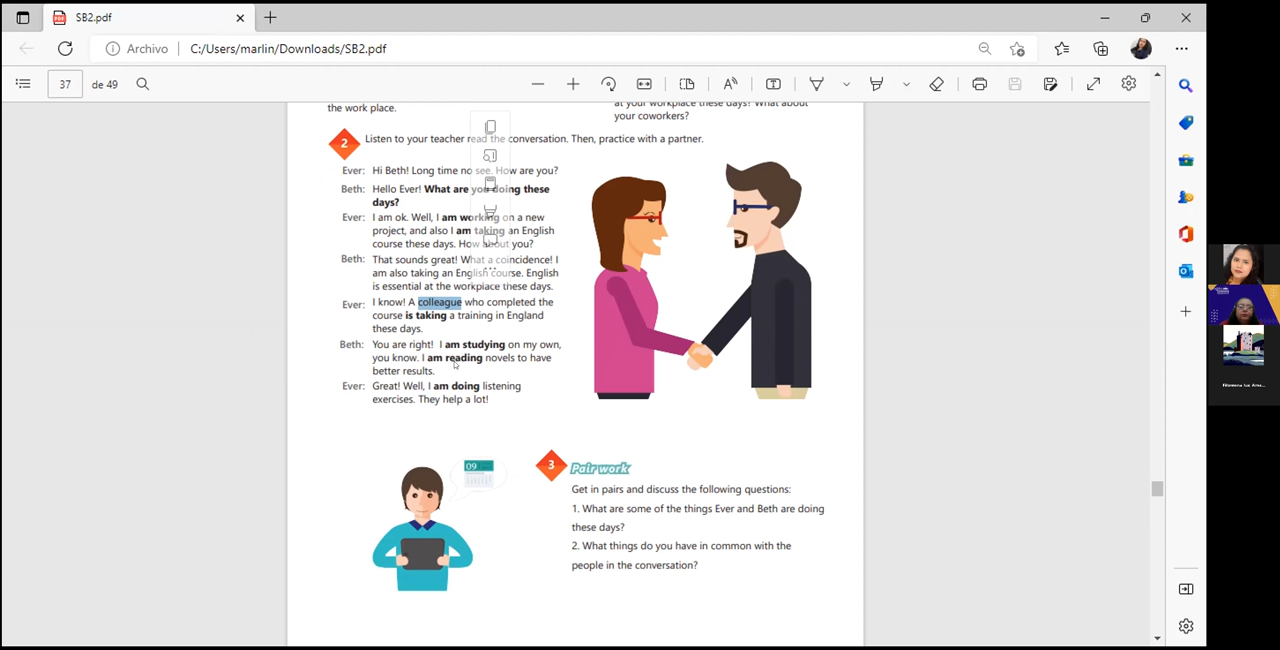 SB2.pdf
Archivo
C:/Users/marlin/Downloads/SB2.pdf
37 de 49
the work place.
at your workplace these days? What about
your coworkers?
2 Listen to your teacher read the conversation. Then, practice with a partner.
Ever: Hi Beth! Long time no see. How are you?
Beth: Hello Ever! What are you doing these
days?
Ever: I am ok. Well, I am working on a new
project, and also I am taking an English
course these days. How about you?
Beth: That sounds great! What a coincidence! I
am also taking an English course. English
is essential at the workplace these days.
Ever: I know! A colleague who completed the
course is taking a training in England
these days.
Beth: You are right! I am studying on my own,
you know. I am reading novels to have
better results.
Ever: Great! Well, I am doing listening
exercises. They help a lot!
09
3 Pair work
Get in pairs and discuss the following questions:
1. What are some of the things Ever and Beth are doing
these days?
2. What things do you have in common with the
people in the conversation?